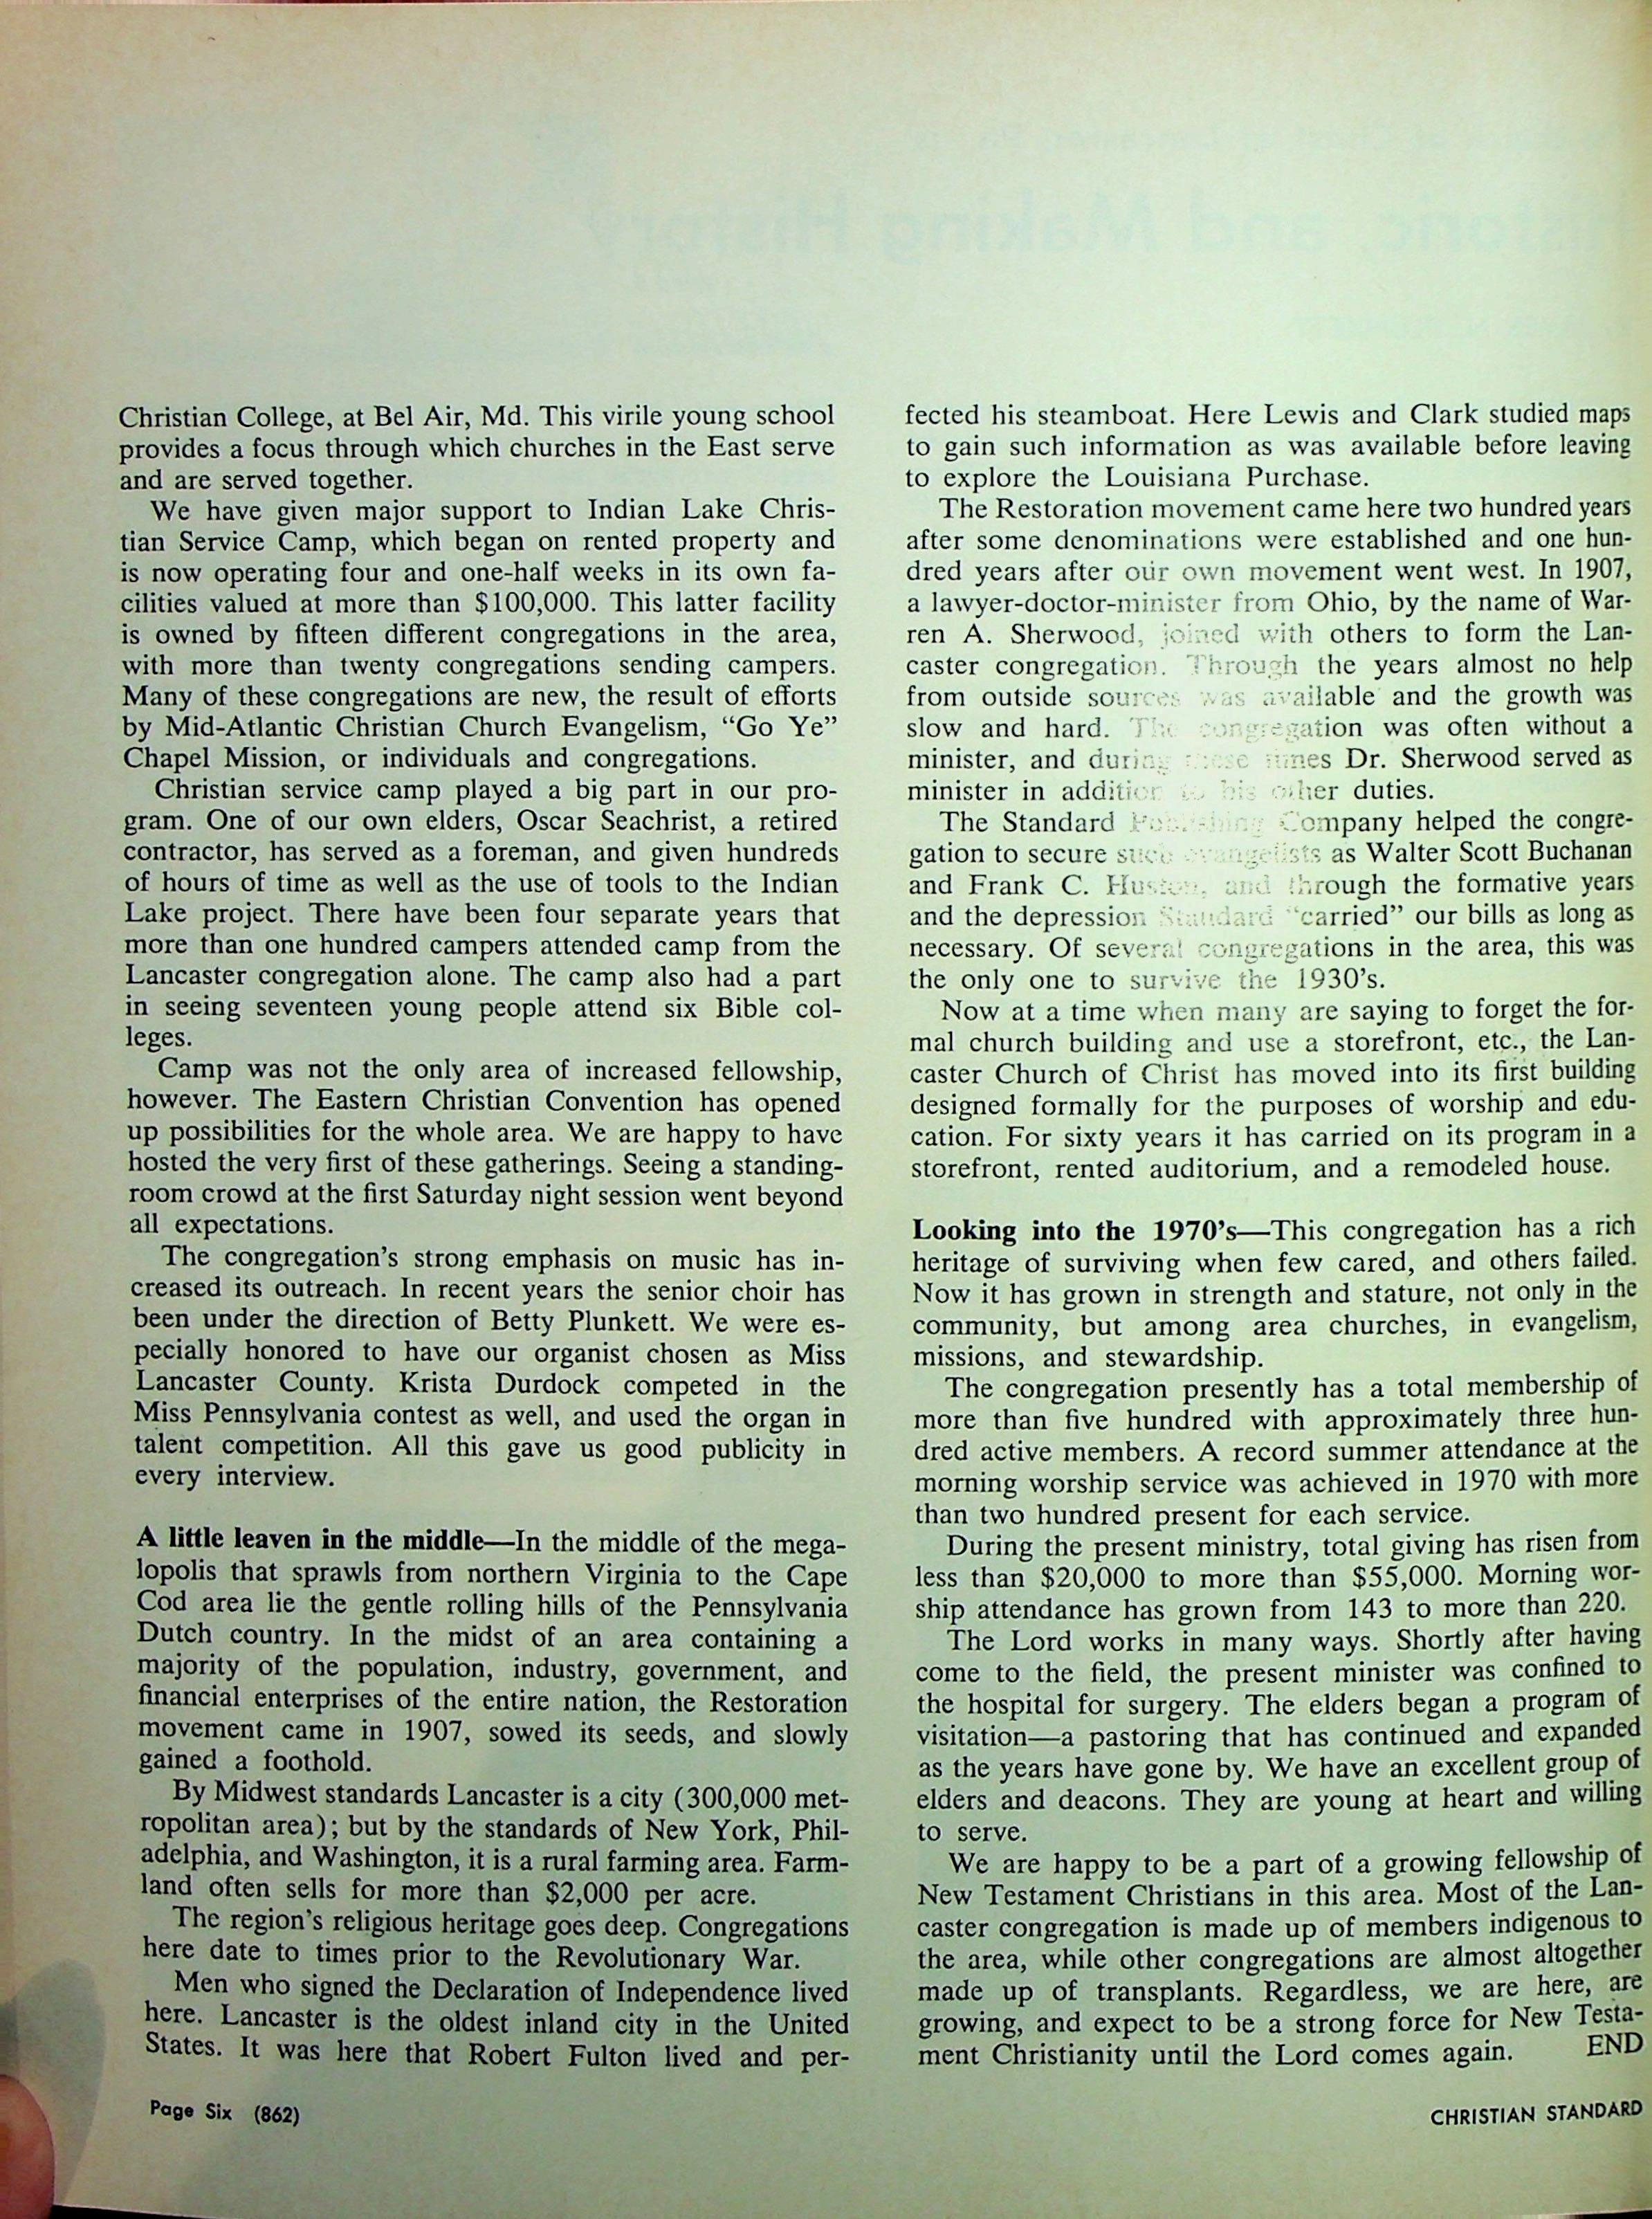 Christian College, at Bel Air, Md. This virile young school
provides a focus through which churches in the East serve
and are served together.
We have given major support to Indian Lake Chris-
tian Service Camp, which began on rented property and
is now operating four and one-half weeks in its own fa-
cilities valued at more than $100,000. This latter facility
is owned by fifteen different congregations in the area,
with more than twenty congregations sending campers.
Many of these congregations are new, the result of efforts
by Mid-Atlantic Christian Church Evangelism, “Go Ye”
Chapel Mission, or individuals and congregations.
Christian service camp played a big part in our pro-
gram. One of our own elders, Oscar Seachrist, a retired
contractor, has served as a foreman, and given hundreds
of hours of time as well as the use of tools to the Indian
Lake project. There have been four separate years that
more than one hundred campers attended camp from the
Lancaster congregation alone. The camp also had a part
in seeing seventeen young people attend six Bible col-
leges.
Camp was not the only area of increased fellowship,
however. The Eastern Christian Convention has opened
up possibilities for the whole area. We are happy to have
hosted the very first of these gatherings. Seeing a standing-
room crowd at the first Saturday night session went beyond
all expectations.
The congregation’s strong emphasis on music has in-
creased its outreach. In recent years the senior choir has
been under the direction of Betty Plunkett. We were es-
pecially honored to have our organist chosen as Miss
Lancaster County. Krista Durdock competed in the
Miss Pennsylvania contest as well, and used the organ in
talent competition. All this gave us good publicity in
every interview.
A little leaven in the middle—In the middle of the mega-
lopolis that sprawls from northern Virginia to the Cape
Cod area lie the gentle rolling hills of the Pennsylvania
Dutch country. In the midst of an area containing a
majority of the population, industry, government, and
financial enterprises of the entire nation, the Restoration
movement came in 1907, sowed its seeds, and slowly
gained a foothold.
By Midwest standards Lancaster is a city (300,000 met-
ropolitan area); but by the standards of New York, Phil-
adelphia, and Washington, it is a rural farming area. Farm-
land often sells for more than $2,000 per acre.
The region’s religious heritage goes deep. Congregations
here date to times prior to the Revolutionary War.
Men who signed the Declaration of Independence lived
here. Lancaster is the oldest inland city in the United
States. It was here that Robert Fulton lived and per-
fected his steamboat. Here Lewis and Clark studied maps
to gain such information as was available before leaving
to explore the Louisiana Purchase.
The Restoration movement came here two hundred years
after some denominations were established and one hun-
dred years after our own movement went west. In 1907,
a lawyer-doctor-minister from Ohio, by the name of War-
ren A. Sherwood, joined with others to form the Lan-
caster congregation. Through the years almost no help
from outside sources was available and the growth was
slow and hard. The congregation was often without a
minister, and during these times Dr. Sherwood served as
minister in addition to his other duties.
The Standard Publishing Company helped the congre-
gation to secure such evangelists as Walter Scott Buchanan
and Frank C. Huston, and through the formative years
and the depression Standard “carried” our bills as long as
necessary. Of several congregations in the area, this was
the only one to survive the 1930’s.
Now at a time when many are saying to forget the for-
mal church building and use a storefront, etc., the Lan-
caster Church of Christ has moved into its first building
designed formally for the purposes of worship and edu-
cation. For sixty years it has carried on its program in a
storefront, rented auditorium, and a remodeled house.
Looking into the 1970’s—This congregation has a rich
heritage of surviving when few cared, and others failed.
Now it has grown in strength and stature, not only in the
community, but among area churches, in evangelism,
missions, and stewardship.
The congregation presently has a total membership of
more than five hundred with approximately three hun-
dred active members. A record summer attendance at the
morning worship service was achieved in 1970 with more
than two hundred present for each service.
During the present ministry, total giving has risen from
less than $20,000 to more than $55,000. Morning wor-
ship attendance has grown from 143 to more than 220.
The Lord works in many ways. Shortly after having
come to the field, the present minister was confined to
the hospital for surgery. The elders began a program of
visitation—a pastoring that has continued and expanded
as the years have gone by. We have an excellent group of
elders and deacons. They are young at heart and willing
to serve.
We are happy to be a part of a growing fellowship of
New Testament Christians in this area. Most of the Lan-
caster congregation is made up of members indigenous to
the area, while other congregations are almost altogether
made up of transplants. Regardless, we are here, are
growing, and expect to be a strong force for New Testa-
ment Christianity until the Lord comes again. END
Page Six (862)
CHRISTIAN STANDARD